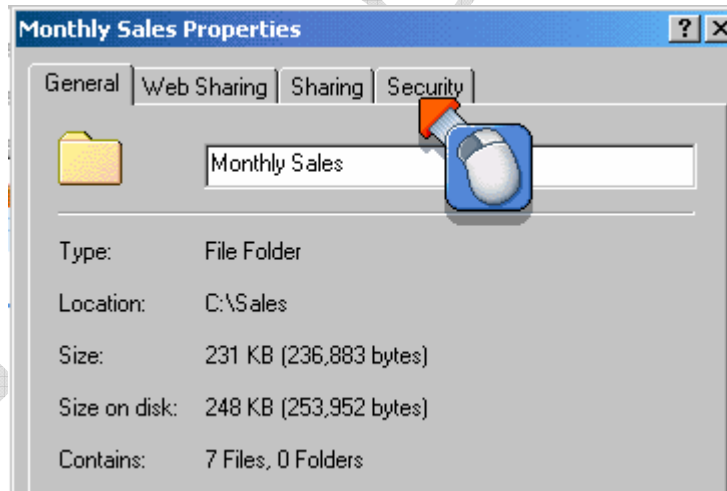 Monthly Sales Properties
General Web Sharing Sharing Security
Monthly Sales
Type: File Folder
Location: C:\Sales
Size: 231 KB (236,883 bytes)
Size on disk: 248 KB (253,952 bytes)
Contains: 7 Files, 0 Folders